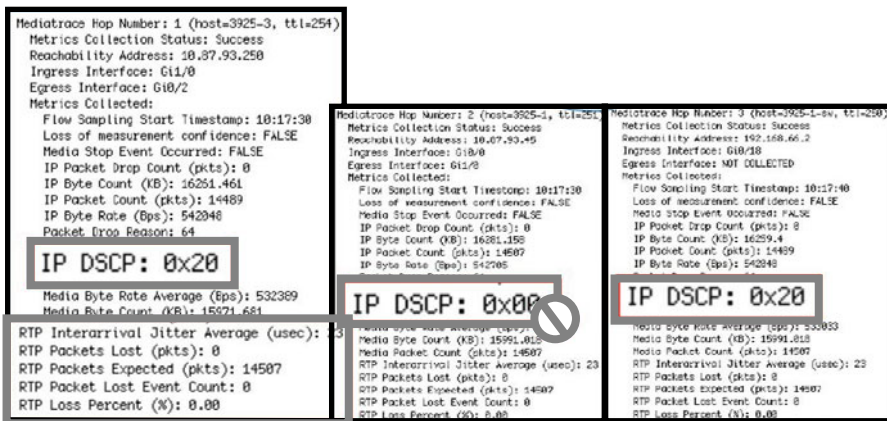 Mediatrace Hop Number: 1 (host=3925-3, ttl=254)
Metrics Collection Status: Success
Reachability Address: 10.87.93.250
Ingress Interface: Gi1/0
Egress Interface: Gi0/2
Metrics Collected:
Flow Sampling Start Timestamp: 10:17:30
Loss of measurement confidence: FALSE
Media Stop Event Occurred: FALSE
IP Packet Drop Count (pkts): 0
IP Byte Count (KB): 16261.461
IP Packet Count (pkts): 14489
IP Byte Rate (Bps): 542048
Packet Drop Reason: 64
IP DSCP: 0x20
Media Byte Rate Average (Bps): 532389
Media Byte Count (KB): 15971.681
RTP Interarrival Jitter Average (usec): 23
RTP Packets Lost (pkts): 0
RTP Packets Expected (pkts): 14507
RTP Packet Lost Event Count: 0
RTP Loss Percent (%): 0.00
Mediatrace Hop Number: 2 (host=3925-1, ttl=251)
Metrics Collection Status: Success
Reachability Address: 10.87.93.45
Ingress Interface: Gi0/0
Egress Interface: Gi1/0
Metrics Collected:
Flow Sampling Start Timestamp: 10:17:30
Loss of measurement confidence: FALSE
Media Stop Event Occurred: FALSE
IP Packet Drop Count (pkts): 0
IP Byte Count (KB): 16281.158
IP Packet Count (pkts): 14507
IP Byte Rate (Bps): 542705
IP DSCP: 0x00
Media Byte Rate Average (Bps):
Media Byte Count (KB): 15991.018
Media Packet Count (pkts): 14507
RTP Interarrival Jitter Average (usec): 23
RTP Packets Lost (pkts): 0
RTP Packets Expected (pkts): 14507
RTP Packet Lost Event Count: 0
RTP Loss Percent (%): 0.00
Mediatrace Hop Number: 3 (host=3925-1-sw, ttl=250)
Metrics Collection Status: Success
Reachability Address: 192.168.66.2
Ingress Interface: Gi0/18
Egress Interface: NOT COLLECTED
Metrics Collected:
Flow Sampling Start Timestamp: 10:17:40
Loss of measurement confidence: FALSE
Media Stop Event Occurred: FALSE
IP Packet Drop Count (pkts): 0
IP Byte Count (KB): 16259.4
IP Packet Count (pkts): 14489
IP Byte Rate (Bps): 542048
IP DSCP: 0x20
Media Byte Rate Average (Bps): 533033
Media Byte Count (KB): 15991.018
Media Packet Count (pkts): 14507
RTP Interarrival Jitter Average (usec): 23
RTP Packets Lost (pkts): 0
RTP Packets Expected (pkts): 14507
RTP Packet Lost Event Count: 0
RTP Loss Percent (%): 0.00